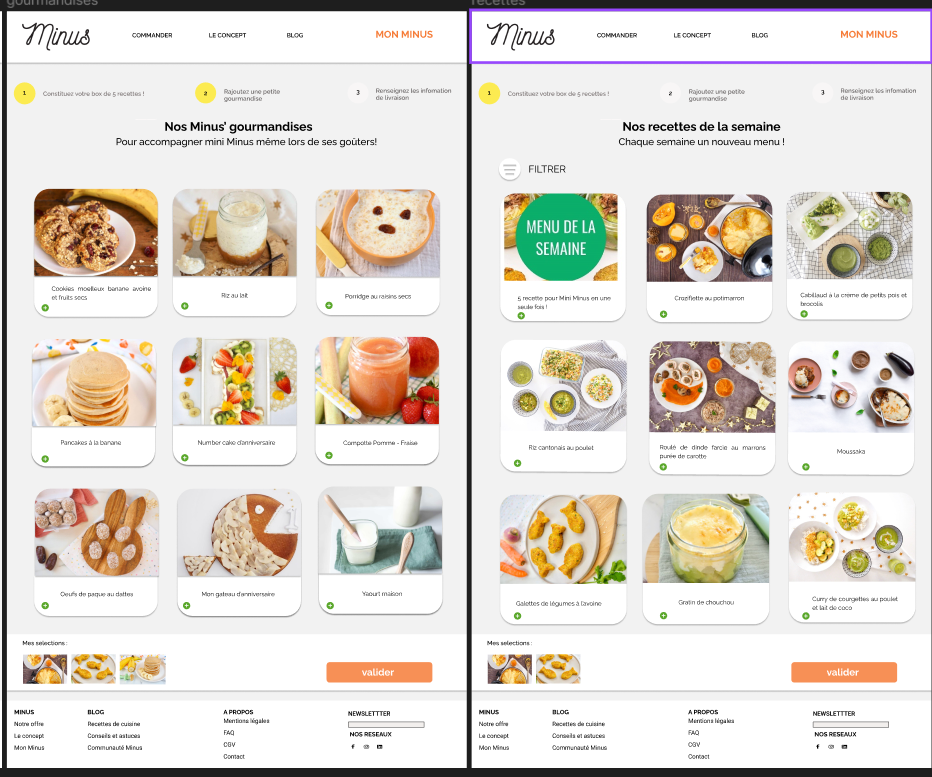 gourmandises
Minus
COMMANDER
LE CONCEPT
BLOG
MON MINUS
1
Constituez votre box de 5 recettes !
2
Rajoutez une petite
gourmandise
3
Renseignez les infomation
de livraison
Nos Minus' gourmandises
Pour accompagner mini Minus même lors de ses goûters!
Cookies moelleux banane avoine
et fruits secs
Riz au lait
Porridge au raisins secs
Pancakes à la banane
Number cake d'anniversaire
Compotte Pomme - Fraise
Oeufs de paque au dattes
Mon gateau d'anniversaire
Yaourt maison
Mes selections :
valider
MINUS
Notre offre
Le concept
Mon Minus
BLOG
Recettes de cuisine
Conseils et astuces
Communauté Minus
A PROPOS
Mentions légales
FAQ
CGV
Contact
NEWSLETTTER
NOS RESEAUX
recettes
Minus
COMMANDER
LE CONCEPT
BLOG
MON MINUS
1
Constituez votre box de 5 recettes !
2
Rajoutez une petite
gourmandise
3
Renseignez les infomation
de livraison
Nos recettes de la semaine
Chaque semaine un nouveau menu !
FILTRER
MENU DE LA
SEMAINE
5 recette pour Mini Minus en une
seule fois !
Croziflette au potimarron
Cabillaud à la crème de petits pois et
brocolis
Riz cantonais au poulet
Roulé de dinde farcie au marrons
purée de carotte
Moussaka
Galettes de légumes à l'avoine
Gratin de chouchou
Curry de courgettes au poulet
et lait de coco
Mes selections :
valider
MINUS
Notre offre
Le concept
Mon Minus
BLOG
Recettes de cuisine
Conseils et astuces
Communauté Minus
A PROPOS
Mentions légales
FAQ
CGV
Contact
NEWSLETTTER
NOS RESEAUX